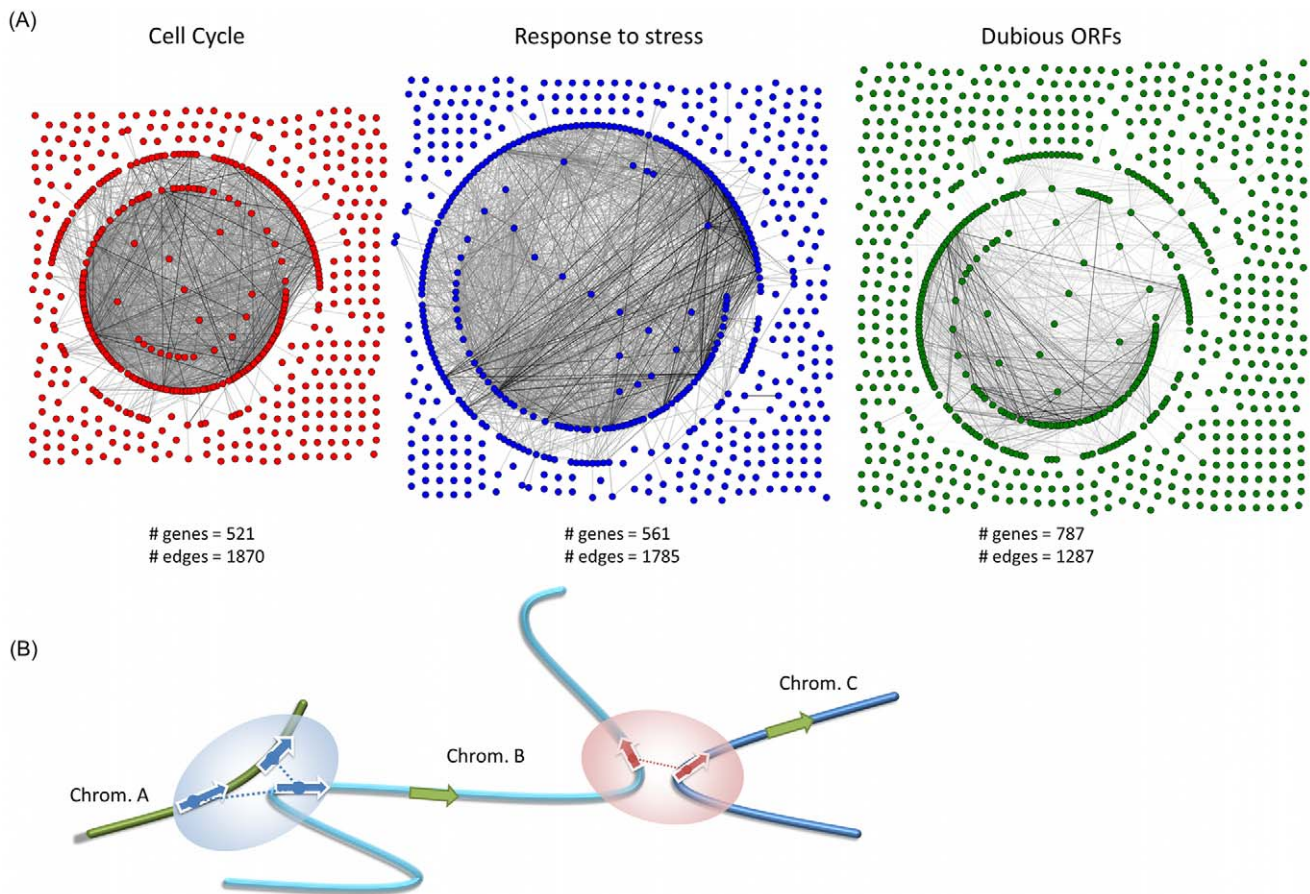 (A)
Cell Cycle
Response to stress
Dubious ORFs
# genes = 521
# edges = 1870
# genes = 561
# edges = 1785
# genes = 787
# edges = 1287
(B)
Chrom. A
Chrom. B
Chrom. C